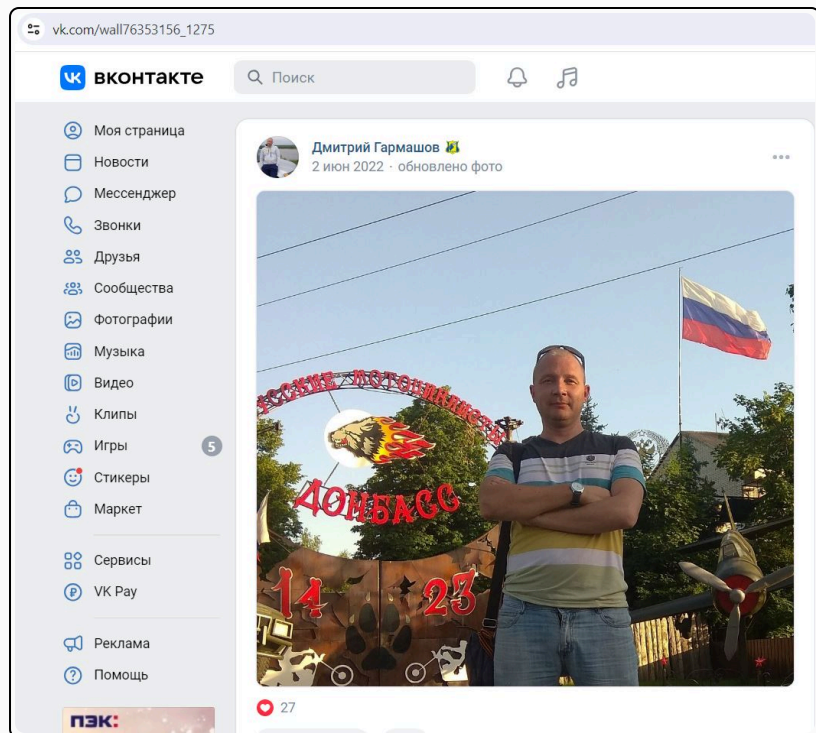 vk.com/wall76353156_1275
вконтакте
Поиск
Моя страница
Новости
Мессенджер
Звонки
Друзья
Сообщества
Фотографии
Музыка
Видео
Клипы
Игры 5
Стикеры
Маркет
Сервисы
VK Pay
Реклама
Помощь
пэк:
Дмитрий Гармашов
2 июн 2022 · обновлено фото
МОТОЦИКЛИСТЫ
ДОНБАСС
14 23
27